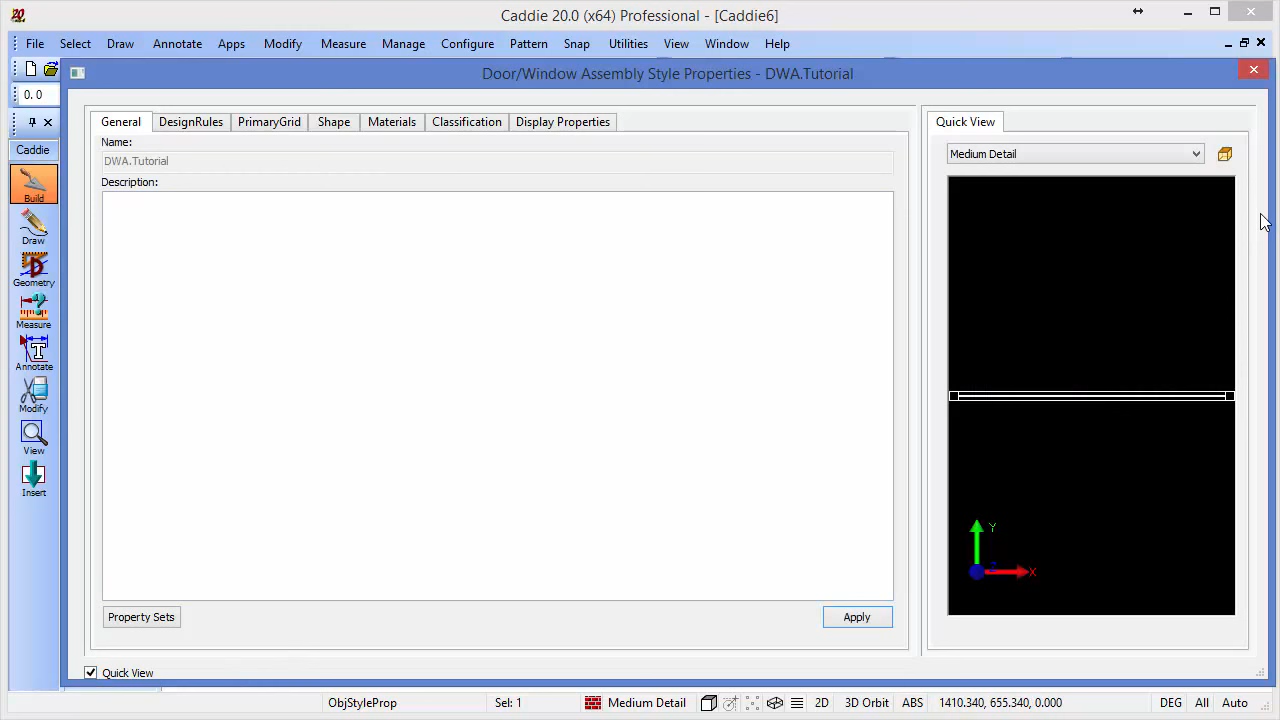 20
Caddie 20.0 (x64) Professional - [Caddie6]
File Select Draw Annotate Apps Modify Measure Manage Configure Pattern Snap Utilities View Window Help
Door/Window Assembly Style Properties - DWA.Tutorial
0. 0
General DesignRules PrimaryGrid Shape Materials Classification Display Properties
Quick View
Name:
DWA.Tutorial
Description:
Medium Detail
Caddie
Build
Draw
Geometry
Measure
Annotate
Modify
View
Insert
Y
Z
X
Property Sets
Apply
Quick View
ObjStyleProp Sel: 1 Medium Detail 2D 3D Orbit ABS 1410.340, 655.340, 0.000 DEG All Auto